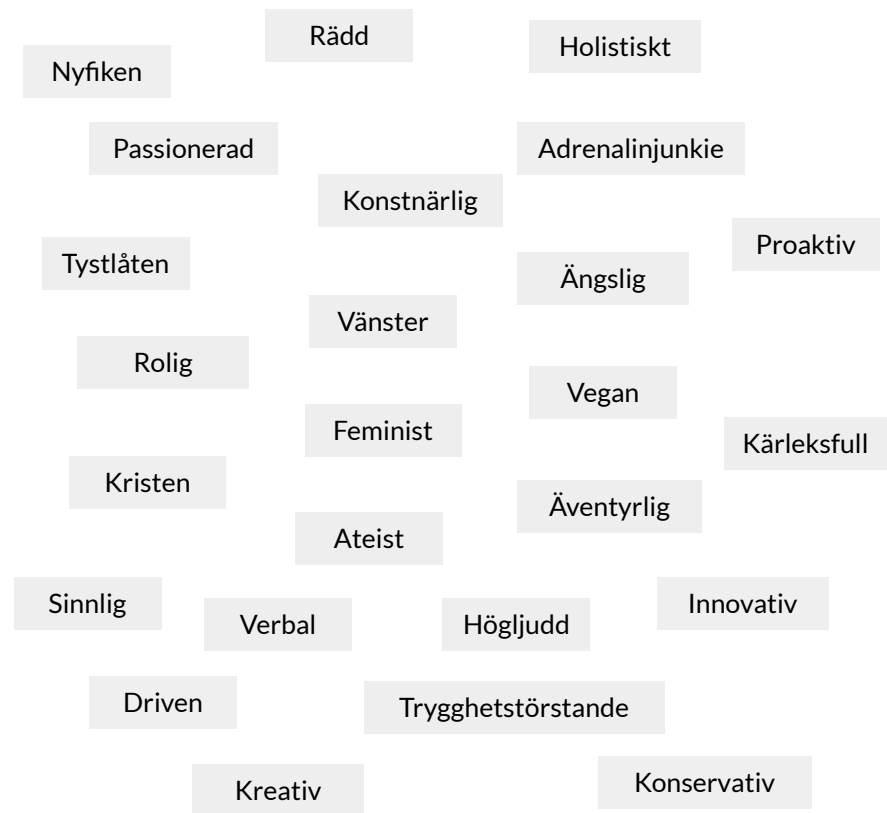 Rädd
Holistiskt
Nyfiken
Passionerad
Adrenalinjunkie
Konstnärlig
Proaktiv
Tystlåten
Ängslig
Vänster
Rolig
Vegan
Feminist
Kärleksfull
Kristen
Äventyrlig
Ateist
Sinnlig
Innovativ
Verbal
Högljudd
Driven
Trygghetstörstande
Konservativ
Kreativ